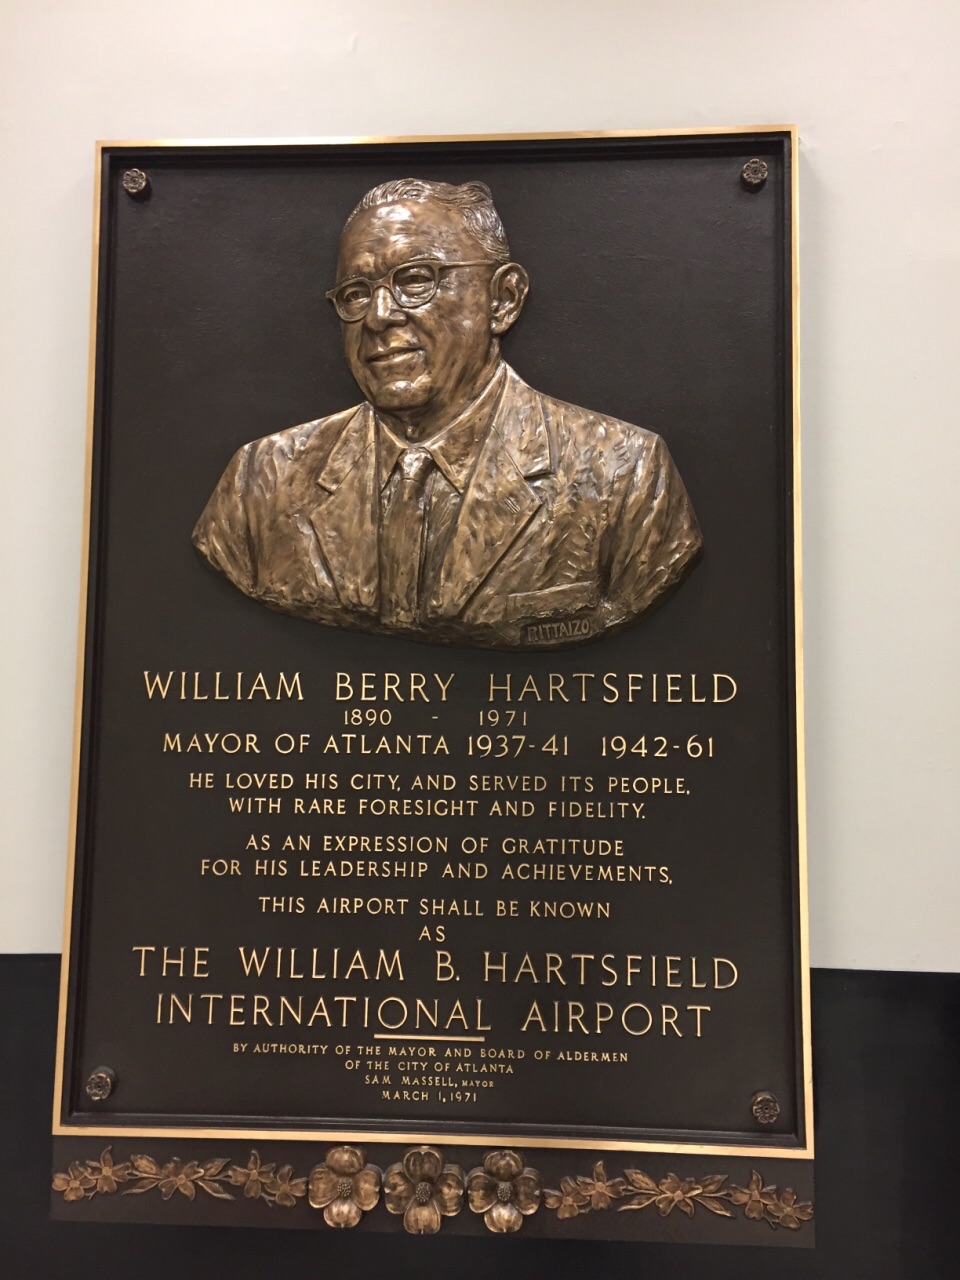 RITTAIZO
WILLIAM BERRY HARTSFIELD
1890 - 1971
MAYOR OF ATLANTA 1937-41 1942-61
HE LOVED HIS CITY, AND SERVED ITS PEOPLE,
WITH RARE FORESIGHT AND FIDELITY.
AS AN EXPRESSION OF GRATITUDE
FOR HIS LEADERSHIP AND ACHIEVEMENTS,
THIS AIRPORT SHALL BE KNOWN
AS
THE WILLIAM B. HARTSFIELD
INTERNATIONAL AIRPORT
BY AUTHORITY OF THE MAYOR AND BOARD OF ALDERMEN
OF THE CITY OF ATLANTA
SAM MASSELL, MAYOR
MARCH 1, 1971